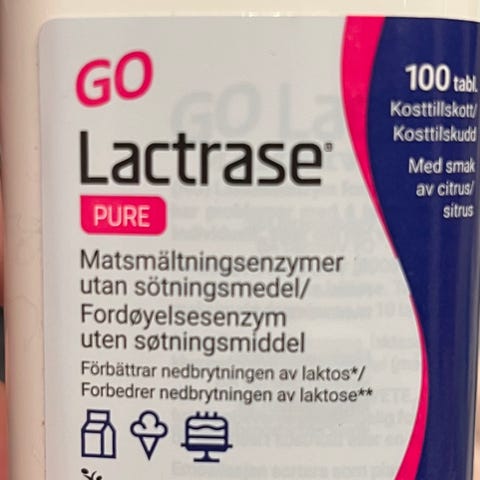 GO
Lactrase®
PURE
Matsmältningsenzymer
utan sötningsmedel/
Fordøyelsesenzym
uten søtningsmiddel
Förbättrar nedbrytningen av laktos*/
Forbedrer nedbrytningen av laktose**
100 tabl.
Kosttillskott/
Kosttilskudd
Med smak
av citrus/
sitrus